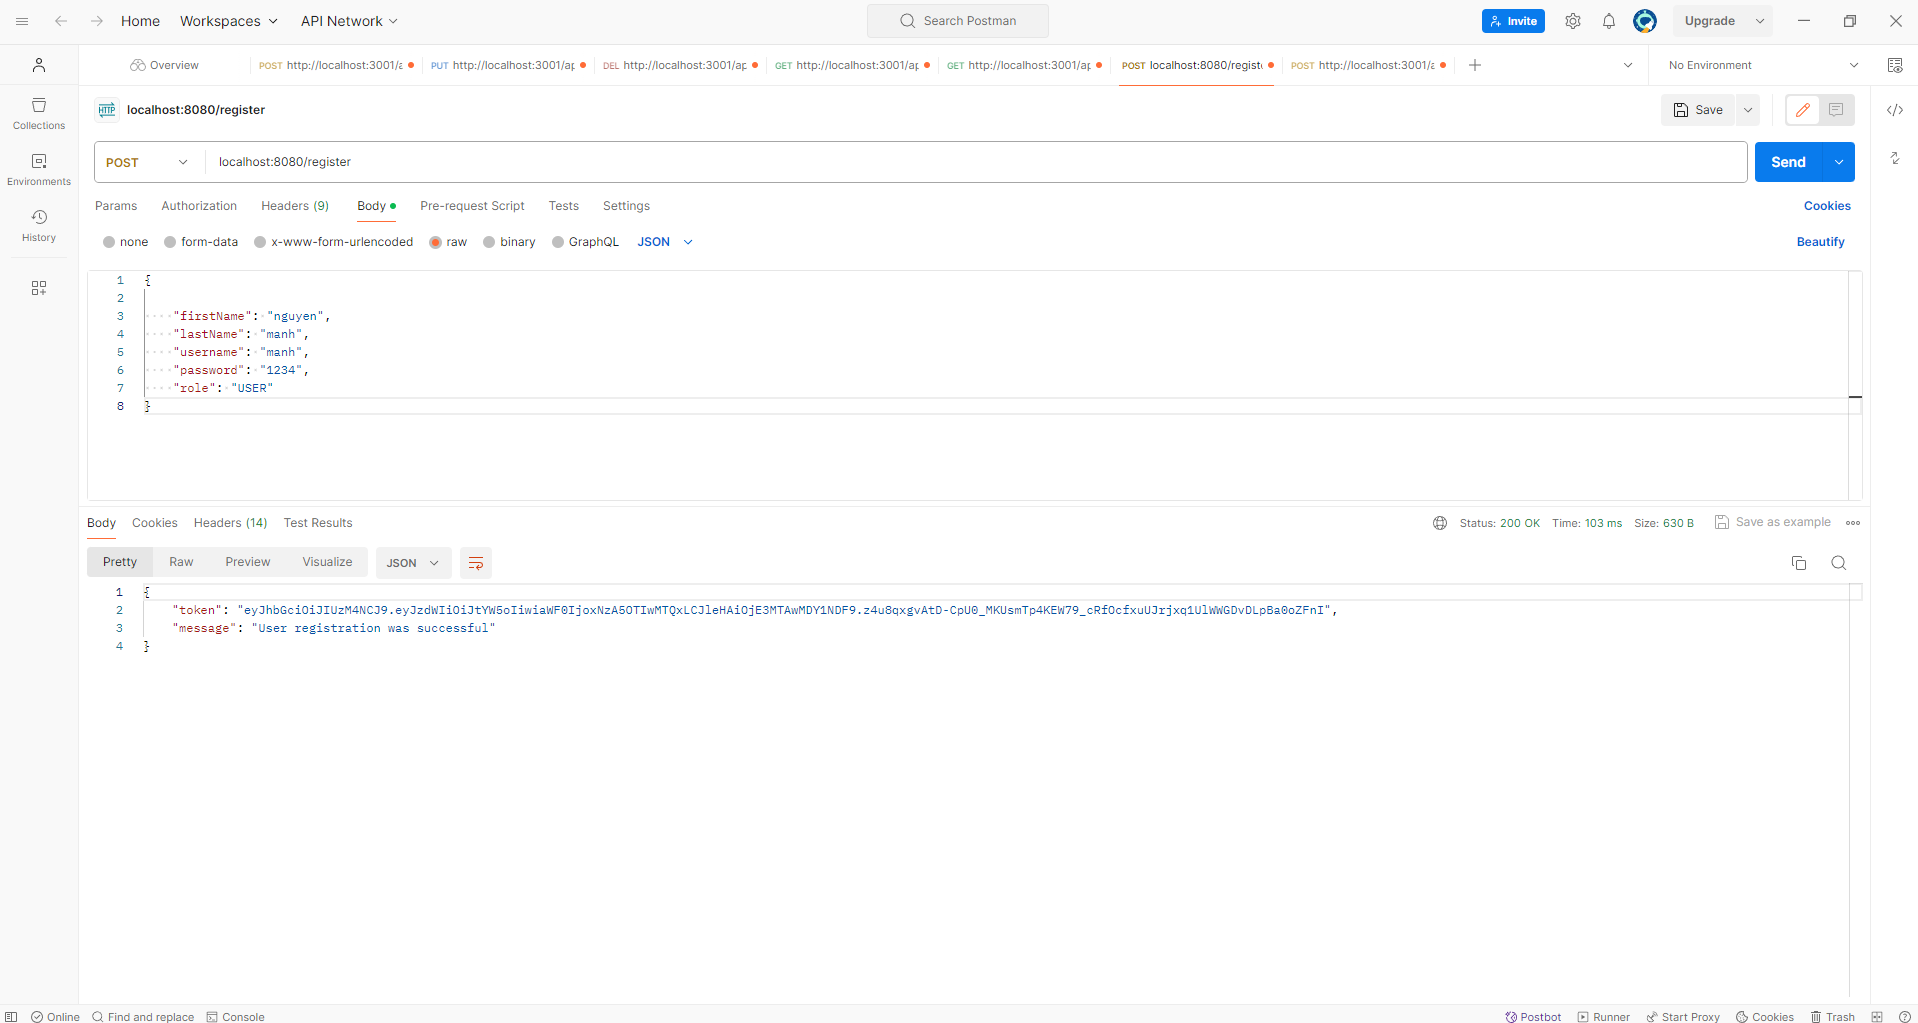 Home Workspaces API Network Search Postman Invite Upgrade
Overview POST http://localhost:3001/a PUT http://localhost:3001/ap DEL http://localhost:3001/ap GET http://localhost:3001/ap GET http://localhost:3001/ap POST localhost:8080/registe POST http://localhost:3001/a No Environment
HTTP localhost:8080/register Save
Collections
Environments
History
POST localhost:8080/register Send
Params Authorization Headers (9) Body Pre-request Script Tests Settings Cookies
none form-data x-www-form-urlencoded raw binary GraphQL JSON Beautify
1 {
2
3 "firstName": "nguyen",
4 "lastName": "manh",
5 "username": "manh",
6 "password": "1234",
7 "role": "USER"
8 }
Body Cookies Headers (14) Test Results Status: 200 OK Time: 103 ms Size: 630 B Save as example
Pretty Raw Preview Visualize JSON
1 {
2 "token": "eyJhbGciOiJIUzM4NCJ9.eyJzdWIiOiJtYW5oIiwiaWF0IjoxNzA5OTIwMTQxLCJleHAiOjE3MTAwMDY1NDF9.z4u8qxgvAtD-CpU0_MKUsmTp4KEW79_cRfOcfxuUJrjxq1UlWWGDvDLpBa0oZFnI",
3 "message": "User registration was successful"
4 }
Online Find and replace Console Postbot Runner Start Proxy Cookies Trash